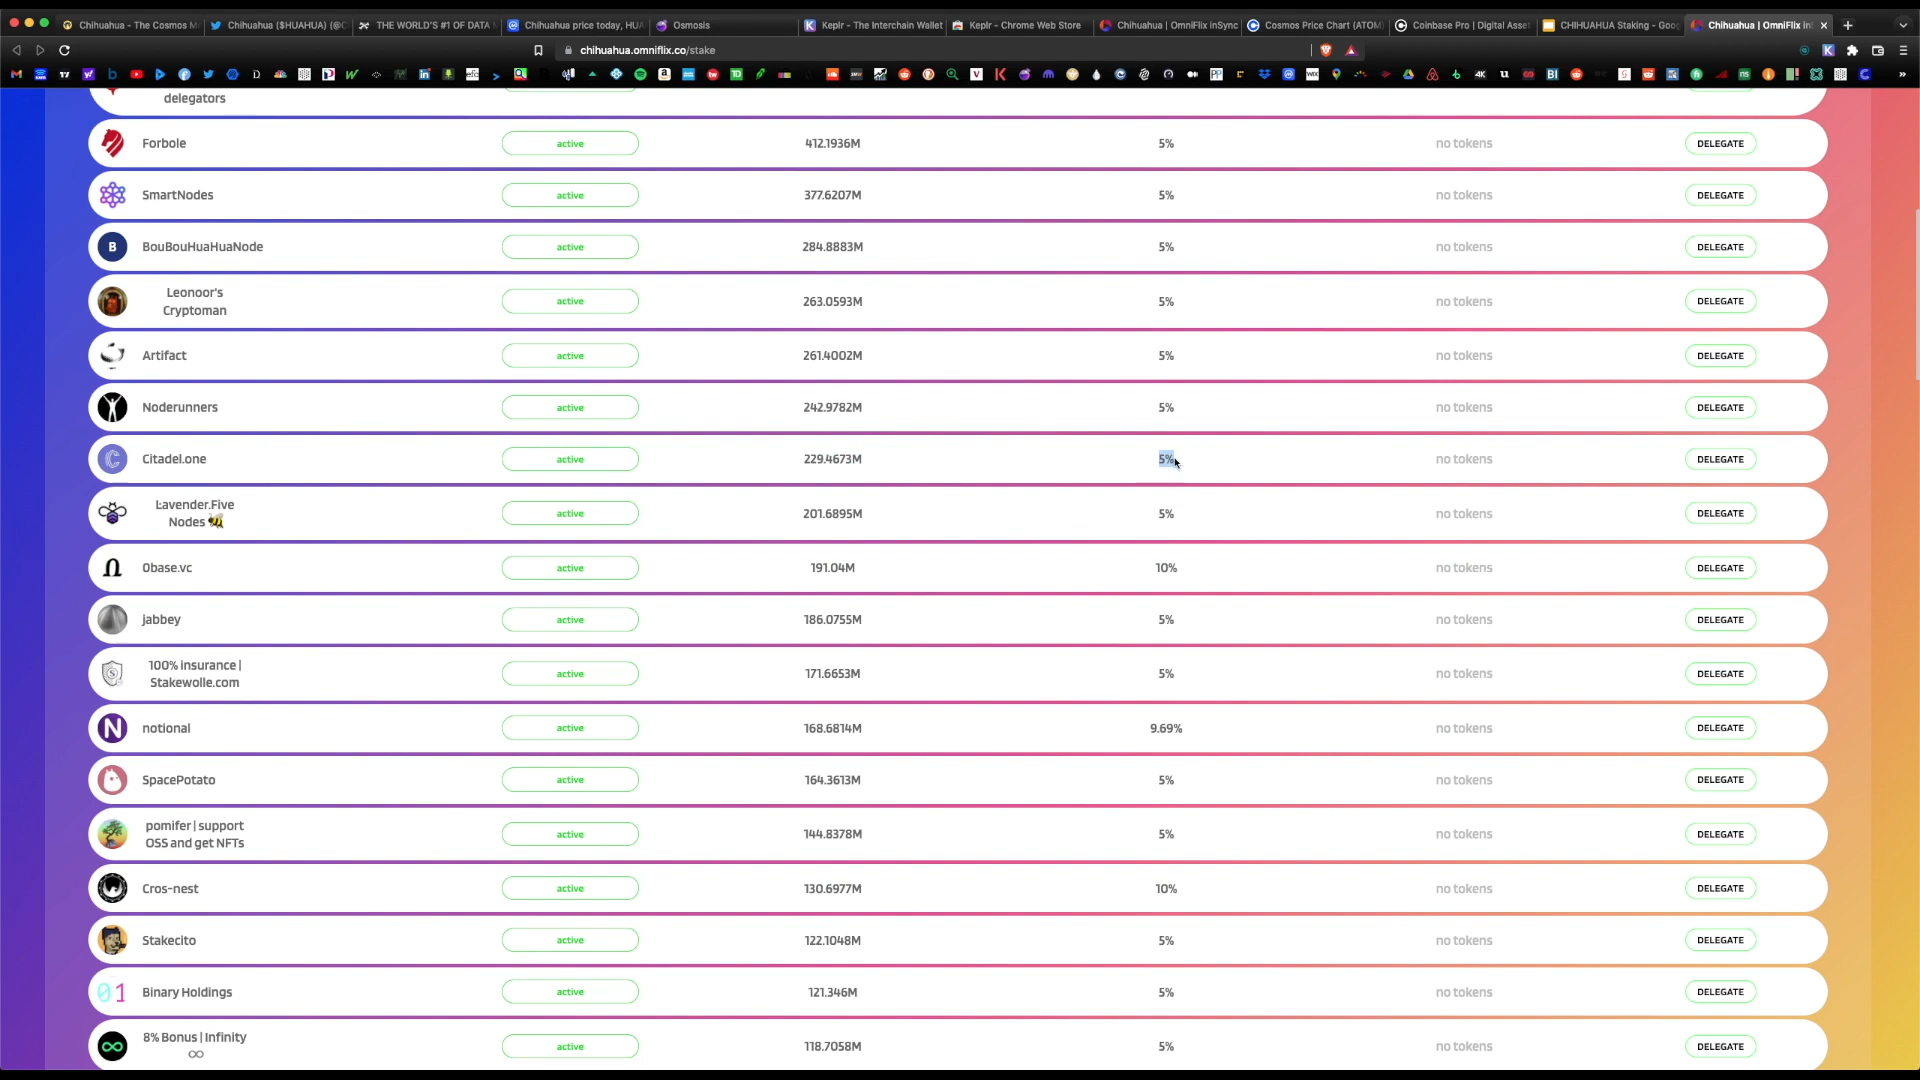 Chihuahua - The Cosmos M
Chihuahua ($HUAHUA) (@C
THE WORLD'S #1 OF DATA
Chihuahua price today, HUA
Osmosis
Keplr - The Interchain Wallet
Keplr - Chrome Web Store
Chihuahua | OmniFlix inSync
Cosmos Price Chart (ATOM)
Coinbase Pro | Digital Asse
CHIHUAHUA Staking - Goog
Chihuahua | OmniFlix in
chihuahua.omniflix.co/stake
delegators
Forbole active 412.1936M 5% no tokens DELEGATE
SmartNodes active 377.6207M 5% no tokens DELEGATE
B BouBouHuaHuaNode active 284.8883M 5% no tokens DELEGATE
Leonoor's
Cryptoman active 263.0593M 5% no tokens DELEGATE
Artifact active 261.4002M 5% no tokens DELEGATE
Noderunners active 242.9782M 5% no tokens DELEGATE
Citadel.one active 229.4673M 5% no tokens DELEGATE
Lavender.Five
Nodes 🐝 active 201.6895M 5% no tokens DELEGATE
0base.vc active 191.04M 10% no tokens DELEGATE
jabbey active 186.0755M 5% no tokens DELEGATE
100% insurance |
Stakewolle.com active 171.6653M 5% no tokens DELEGATE
N notional active 168.6814M 9.69% no tokens DELEGATE
SpacePotato active 164.3613M 5% no tokens DELEGATE
pomifer | support
OSS and get NFTs active 144.8378M 5% no tokens DELEGATE
Cros-nest active 130.6977M 10% no tokens DELEGATE
Stakecito active 122.1048M 5% no tokens DELEGATE
01 Binary Holdings active 121.346M 5% no tokens DELEGATE
8% Bonus | Infinity
∞ active 118.7058M 5% no tokens DELEGATE